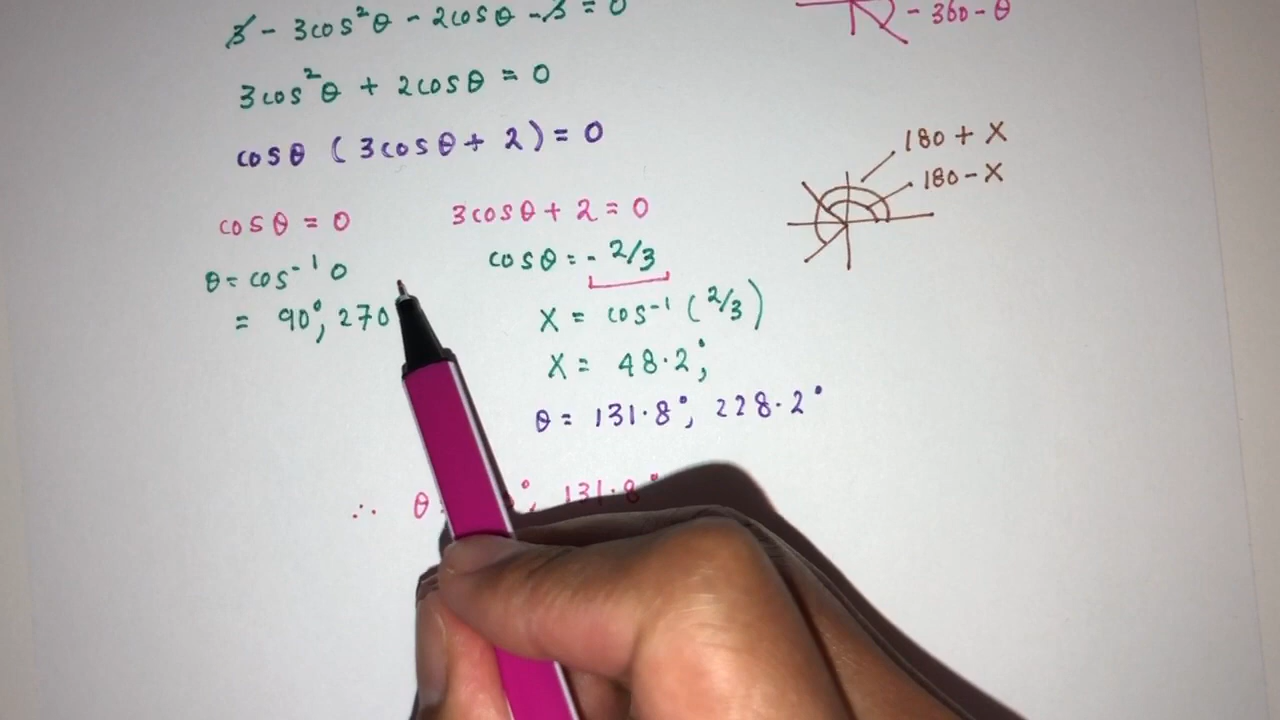 3 - 3cos²θ - 2cosθ - 3 = 0
- 360 - θ
3cos²θ + 2cosθ = 0
cosθ (3cosθ + 2) = 0
180 + X
180 - X
cosθ = 0
3cosθ + 2 = 0
θ = cos⁻¹ 0
cosθ = - 2/3
= 90°, 270
X = cos⁻¹ (2/3)
X = 48.2°,
θ = 131.8°, 228.2°
∴ θ °, 131.8°